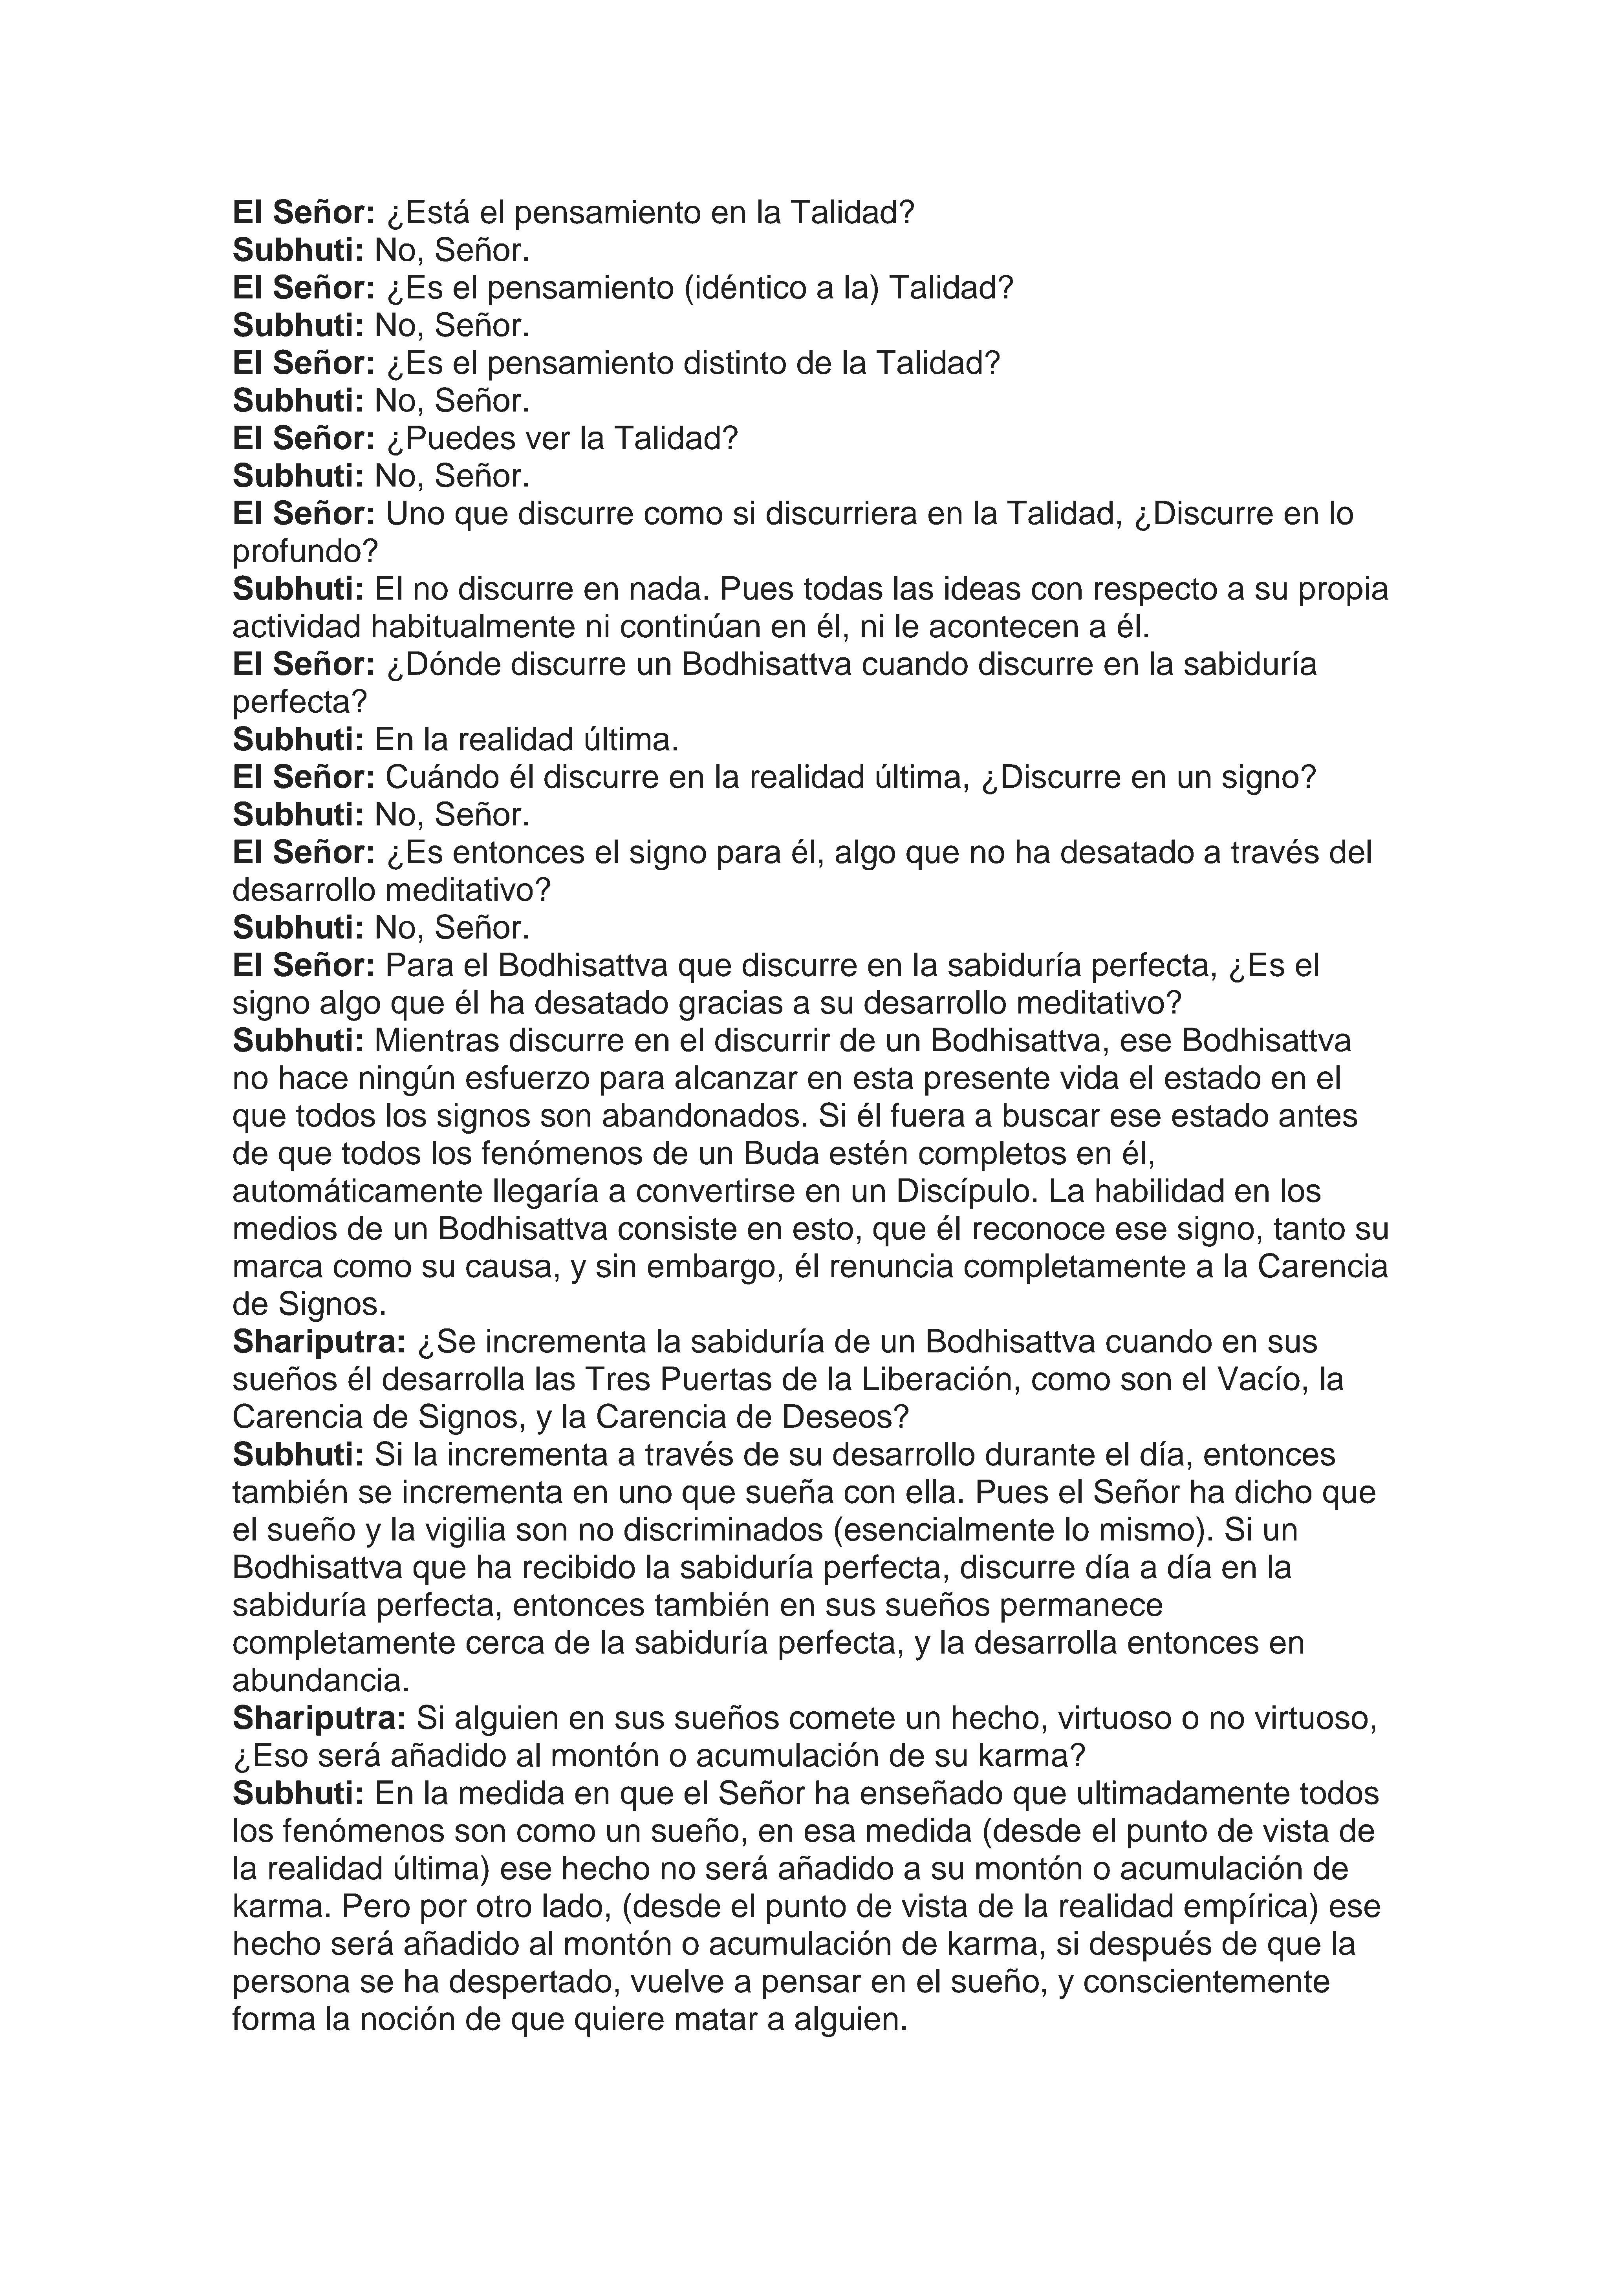 El Señor: ¿Está el pensamiento en la Talidad?
Subhuti: No, Señor.
El Señor: ¿Es el pensamiento (idéntico a la) Talidad?
Subhuti: No, Señor.
El Señor: ¿Es el pensamiento distinto de la Talidad?
Subhuti: No, Señor.
El Señor: ¿Puedes ver la Talidad?
Subhuti: No, Señor.
El Señor: Uno que discurre como si discurriera en la Talidad, ¿Discurre en lo
profundo?
Subhuti: El no discurre en nada. Pues todas las ideas con respecto a su propia
actividad habitualmente ni continúan en él, ni le acontecen a él.
El Señor: ¿Dónde discurre un Bodhisattva cuando discurre en la sabiduría
perfecta?
Subhuti: En la realidad última.
El Señor: Cuándo él discurre en la realidad última, ¿Discurre en un signo?
Subhuti: No, Señor.
El Señor: ¿Es entonces el signo para él, algo que no ha desatado a través del
desarrollo meditativo?
Subhuti: No, Señor.
El Señor: Para el Bodhisattva que discurre en la sabiduría perfecta, ¿Es el
signo algo que él ha desatado gracias a su desarrollo meditativo?
Subhuti: Mientras discurre en el discurrir de un Bodhisattva, ese Bodhisattva
no hace ningún esfuerzo para alcanzar en esta presente vida el estado en el
que todos los signos son abandonados. Si él fuera a buscar ese estado antes
de que todos los fenómenos de un Buda estén completos en él,
automáticamente llegaría a convertirse en un Discípulo. La habilidad en los
medios de un Bodhisattva consiste en esto, que él reconoce ese signo, tanto su
marca como su causa, y sin embargo, él renuncia completamente a la Carencia
de Signos.
Shariputra: ¿Se incrementa la sabiduría de un Bodhisattva cuando en sus
sueños él desarrolla las Tres Puertas de la Liberación, como son el Vacío, la
Carencia de Signos, y la Carencia de Deseos?
Subhuti: Si la incrementa a través de su desarrollo durante el día, entonces
también se incrementa en uno que sueña con ella. Pues el Señor ha dicho que
el sueño y la vigilia son no discriminados (esencialmente lo mismo). Si un
Bodhisattva que ha recibido la sabiduría perfecta, discurre día a día en la
sabiduría perfecta, entonces también en sus sueños permanece
completamente cerca de la sabiduría perfecta, y la desarrolla entonces en
abundancia.
Shariputra: Si alguien en sus sueños comete un hecho, virtuoso o no virtuoso,
¿Eso será añadido al montón o acumulación de su karma?
Subhuti: En la medida en que el Señor ha enseñado que ultimadamente todos
los fenómenos son como un sueño, en esa medida (desde el punto de vista de
la realidad última) ese hecho no será añadido a su montón o acumulación de
karma. Pero por otro lado, (desde el punto de vista de la realidad empírica) ese
hecho será añadido al montón o acumulación de karma, si después de que la
persona se ha despertado, vuelve a pensar en el sueño, y conscientemente
forma la noción de que quiere matar a alguien.